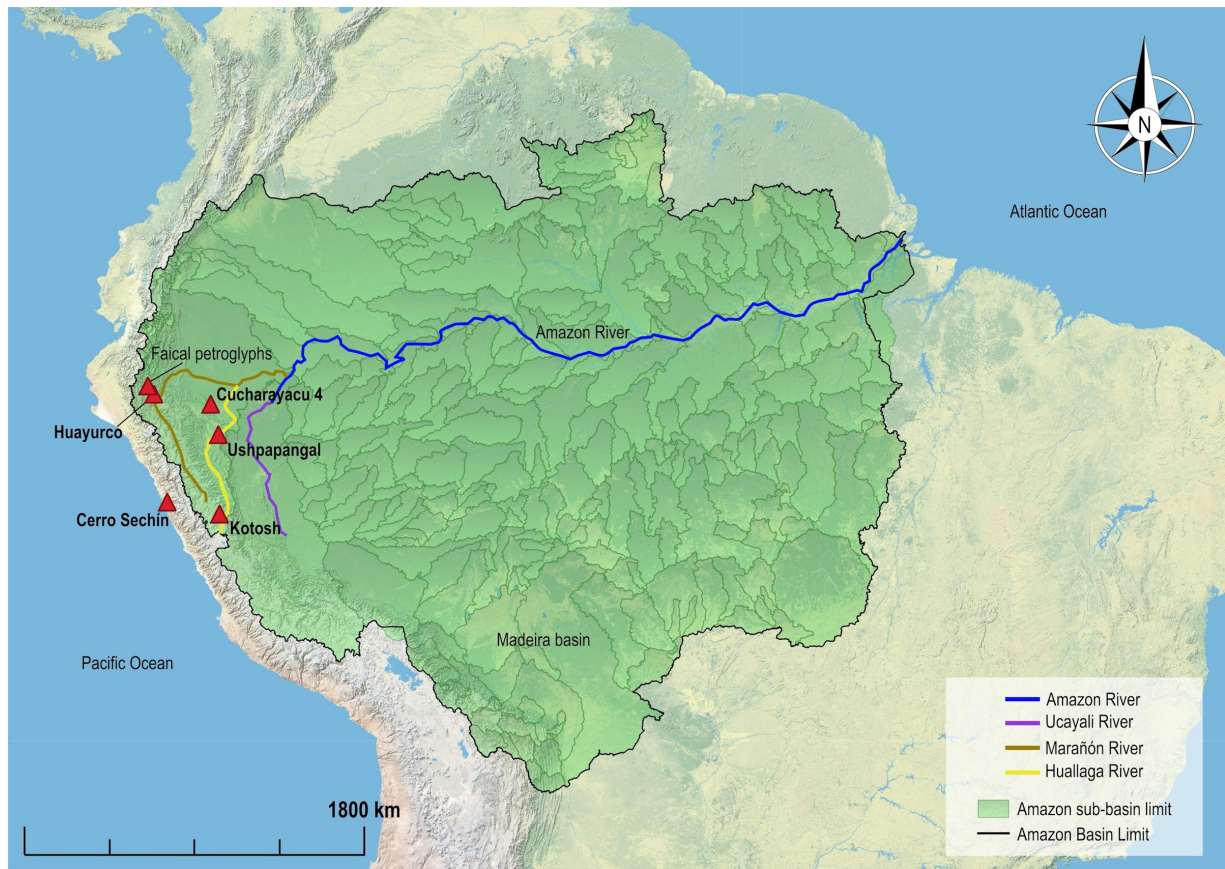 N
Atlantic Ocean
Amazon River
Faical petroglyphs
Cucharayacu 4
Huayurco
Ushpapangal
Cerro Sechín
Kotosh
Madeira basin
Pacific Ocean
Amazon River
Ucayali River
Marañón River
Huallaga River
Amazon sub-basin limit
Amazon Basin Limit
1800 km